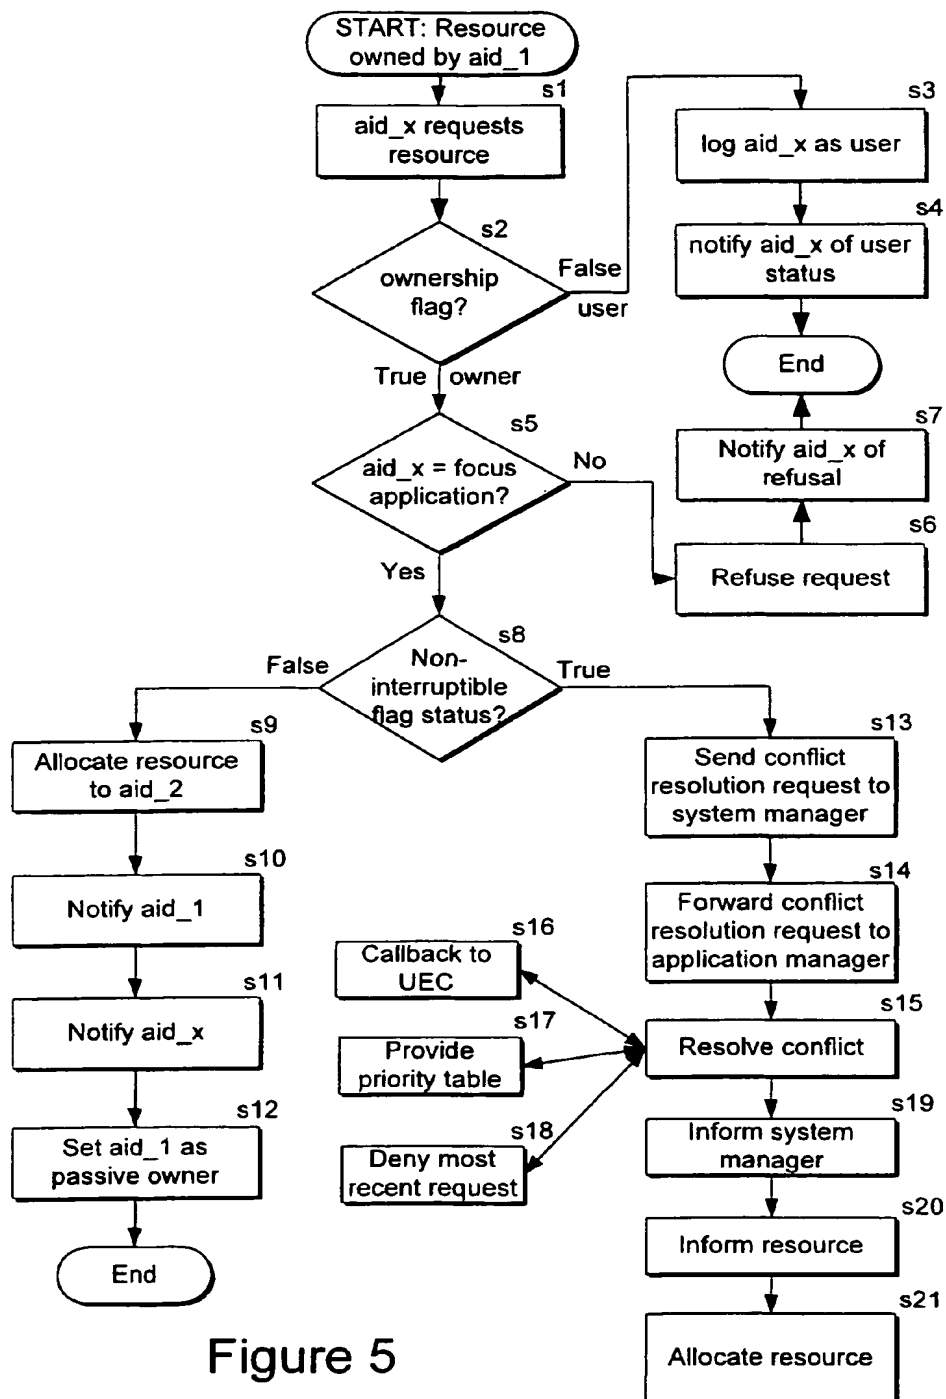 START: Resource
owned by aid_1
s1
aid_x requests
resource
s2
ownership
flag?
False
user
s3
log aid_x as user
s4
notify aid_x of user
status
End
True owner
s5
aid_x = focus
application?
No
s7
Notify aid_x of
refusal
s6
Refuse request
Yes
s8
Non-
interruptible
flag status?
False
True
s9
Allocate resource
to aid_2
s10
Notify aid_1
s11
Notify aid_x
s12
Set aid_1 as
passive owner
End
s13
Send conflict
resolution request to
system manager
s14
Forward conflict
resolution request to
application manager
s15
Resolve conflict
s16
Callback to
UEC
s17
Provide
priority table
s18
Deny most
recent request
s19
Inform system
manager
s20
Inform resource
s21
Allocate resource
Figure 5